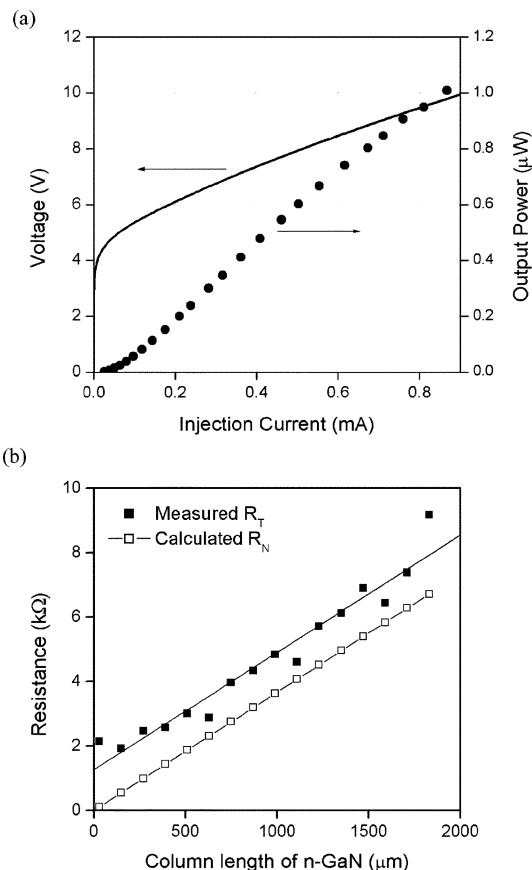 (a)
12
10
8
6
4
2
0
Voltage (V)
1.2
1.0
0.8
0.6
0.4
0.2
0.0
Output Power (μW)
0.0 0.2 0.4 0.6 0.8
Injection Current (mA)
(b)
10
8
6
4
2
0
Resistance (kΩ)
Measured R_T
Calculated R_N
0 500 1000 1500 2000
Column length of n-GaN (μm)